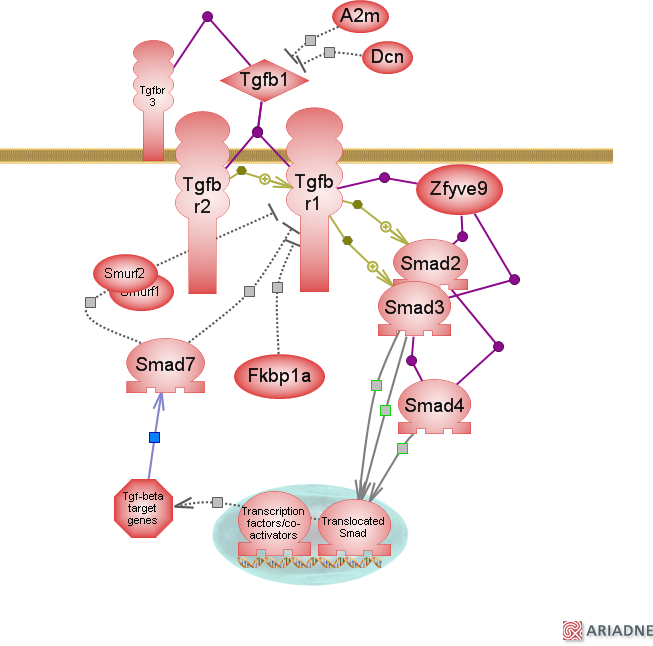 A2m
Dcn
Tgfb1
Tgfbr
3
Tgfb
r2
Tgfb
r1
Zfyve9
Smad2
Smurf2
Smurf1
Smad3
Smad7
Fkbp1a
Smad4
Tgf-beta
target
genes
Transcription
factors/co-
activators
Translocated
Smad
ARIADNE